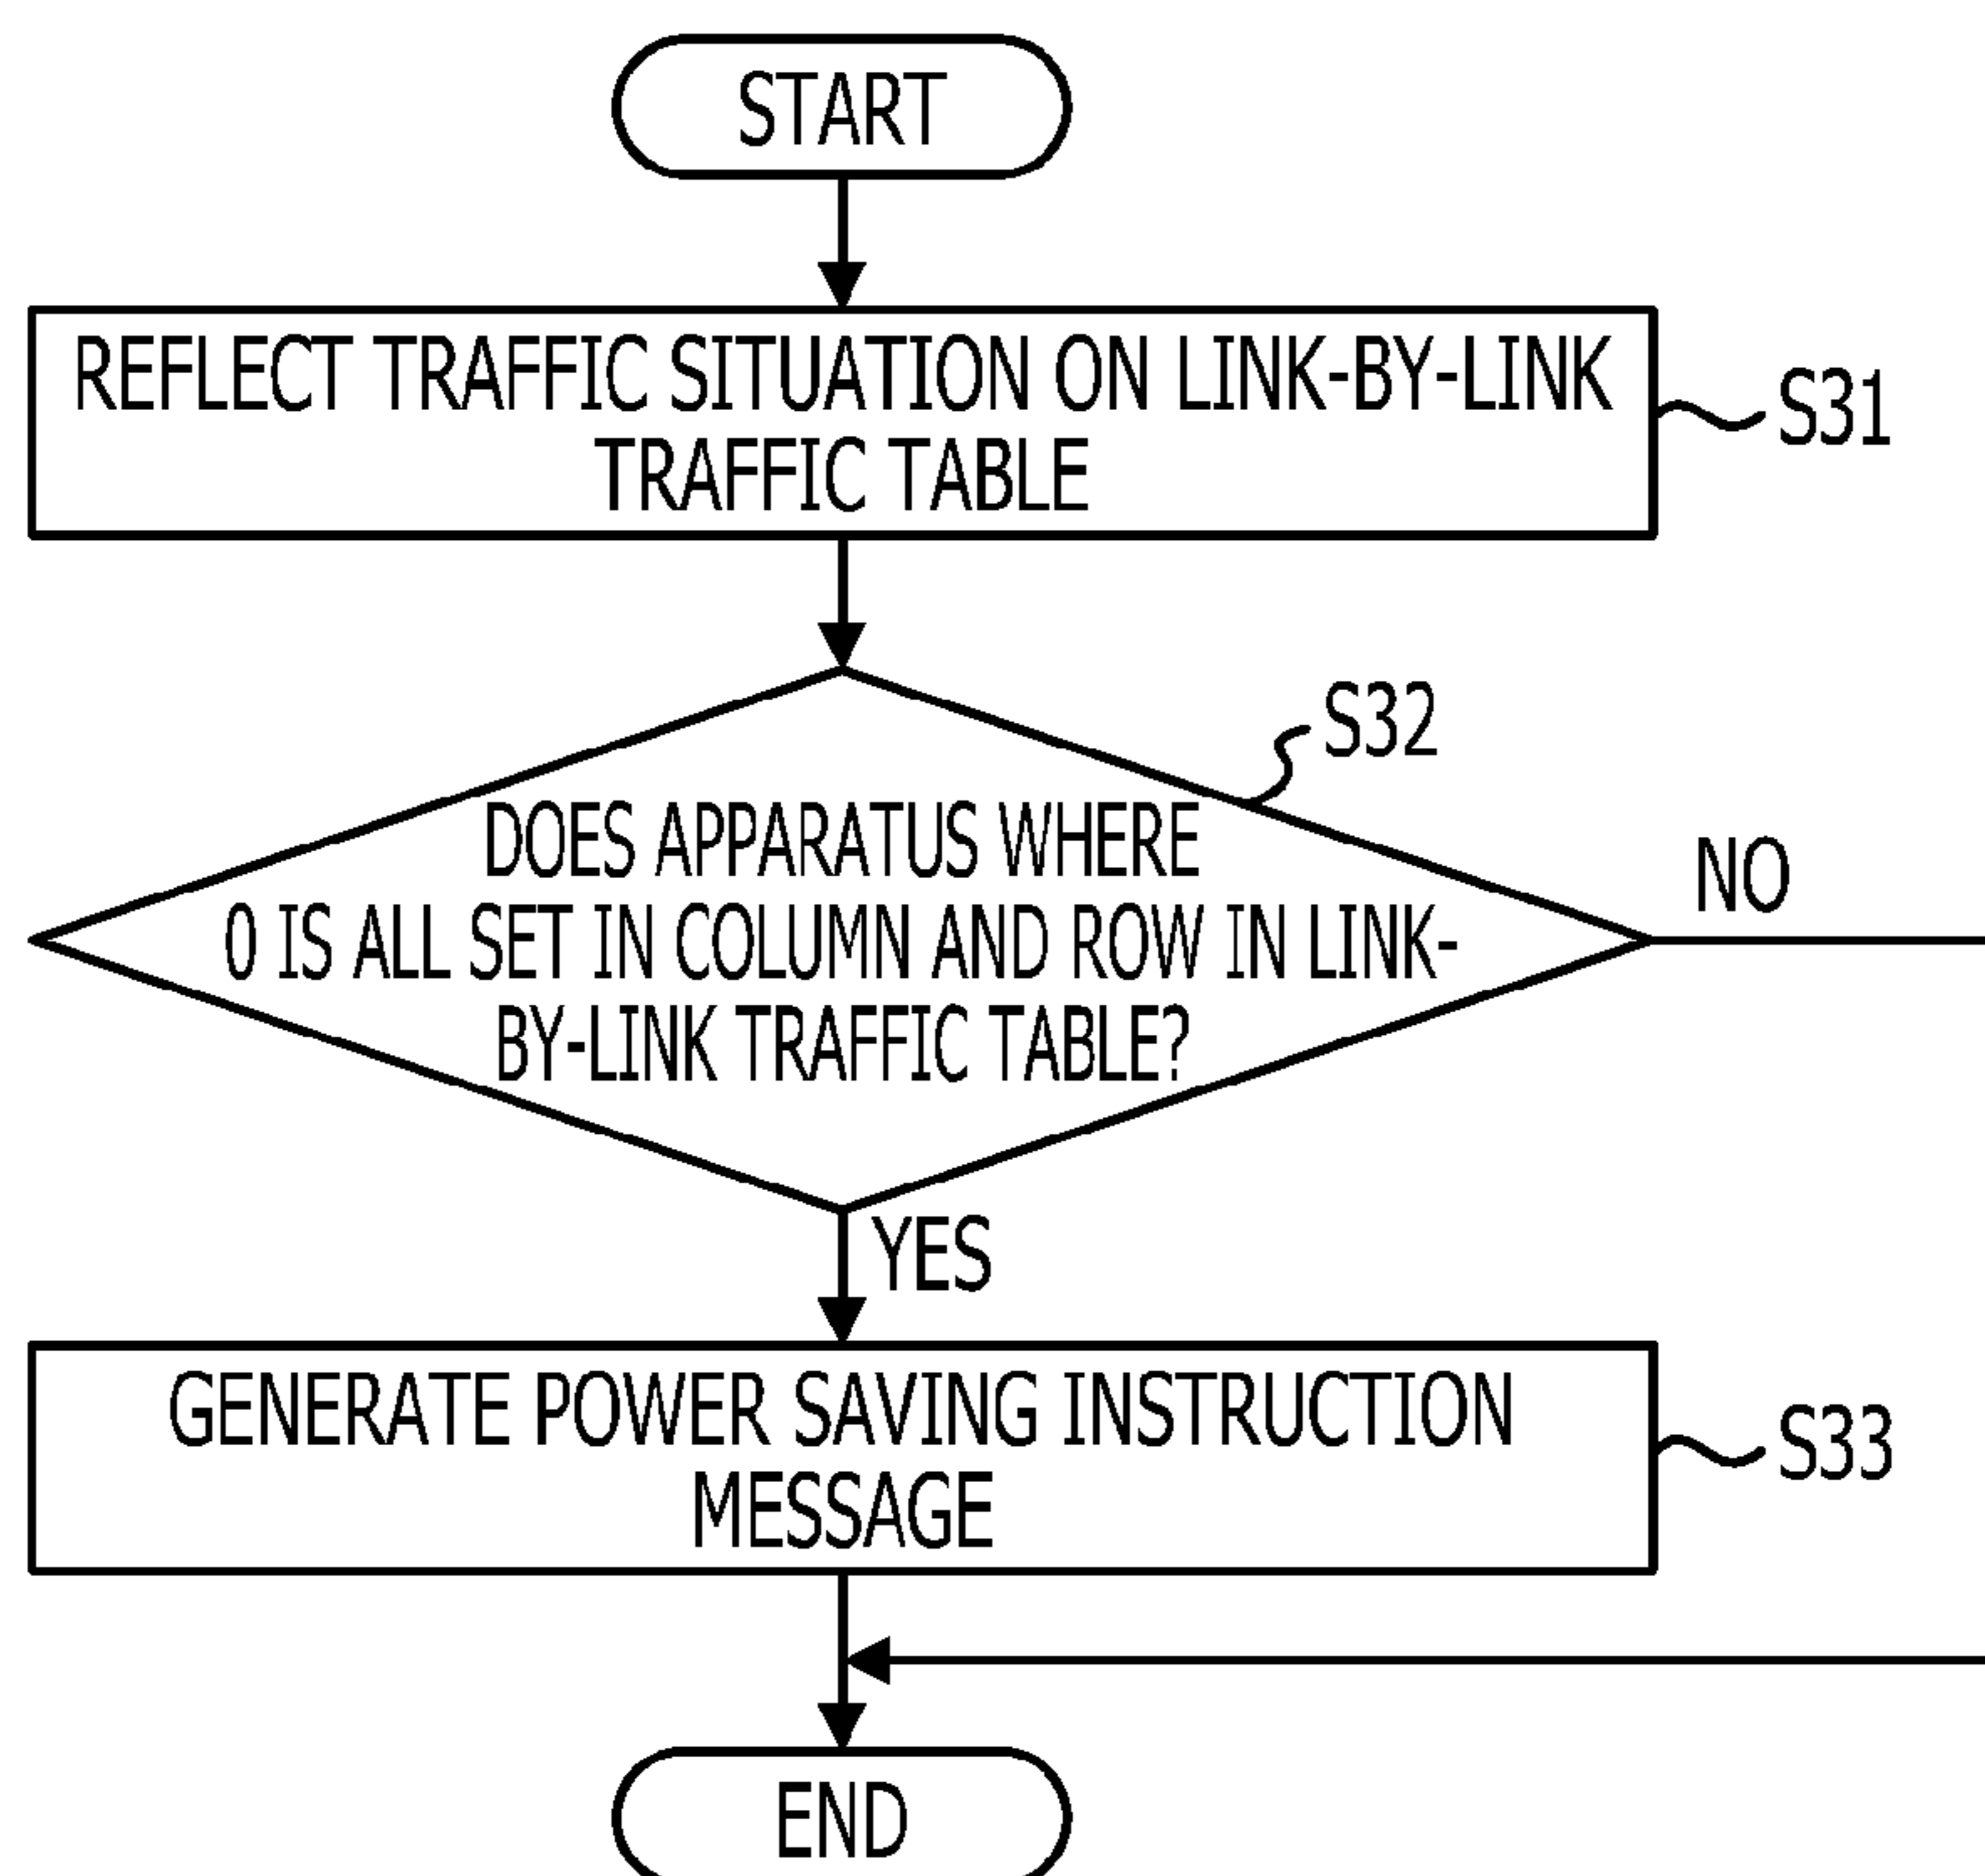 START
REFLECT TRAFFIC SITUATION ON LINK-BY-LINK
TRAFFIC TABLE
S31
S32
DOES APPARATUS WHERE
0 IS ALL SET IN COLUMN AND ROW IN LINK-
BY-LINK TRAFFIC TABLE?
NO
YES
GENERATE POWER SAVING INSTRUCTION
MESSAGE
S33
END